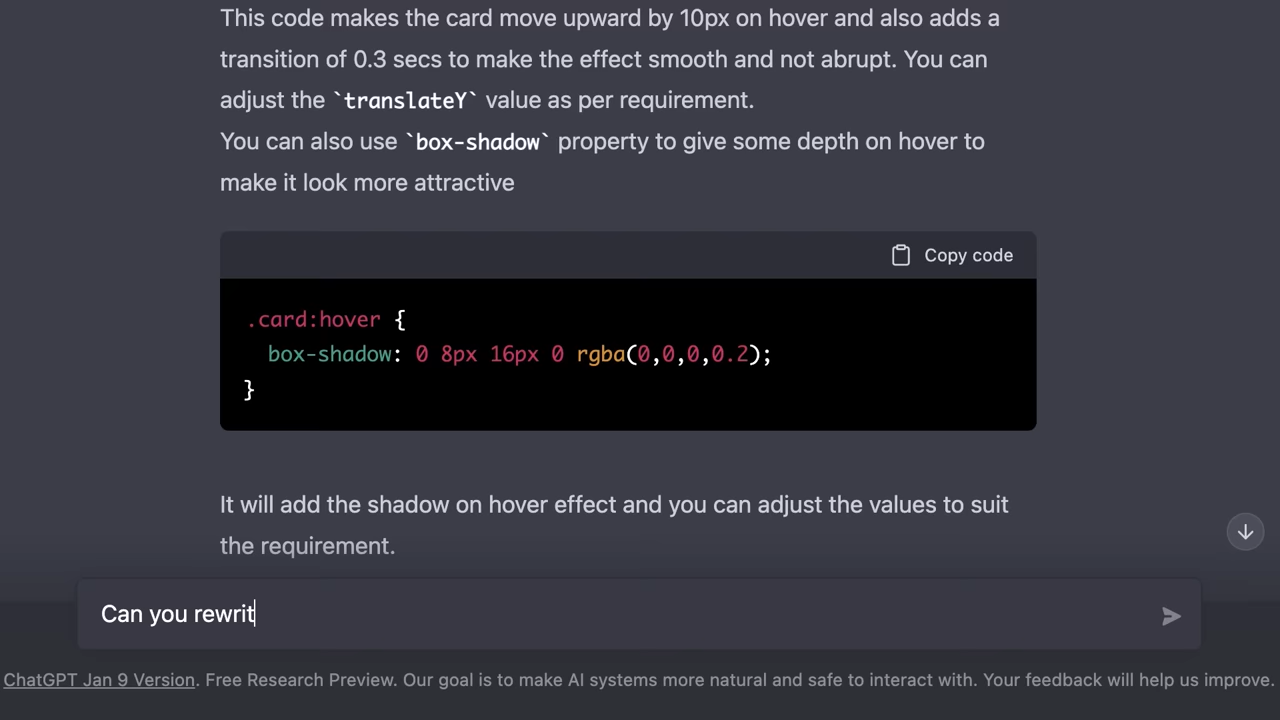 This code makes the card move upward by 10px on hover and also adds a
transition of 0.3 secs to make the effect smooth and not abrupt. You can
adjust the `translateY` value as per requirement.
You can also use `box-shadow` property to give some depth on hover to
make it look more attractive
Copy code
.card:hover {
  box-shadow: 0 8px 16px 0 rgba(0,0,0,0.2);
}
It will add the shadow on hover effect and you can adjust the values to suit
the requirement.
Can you rewrit
ChatGPT Jan 9 Version. Free Research Preview. Our goal is to make AI systems more natural and safe to interact with. Your feedback will help us improve.